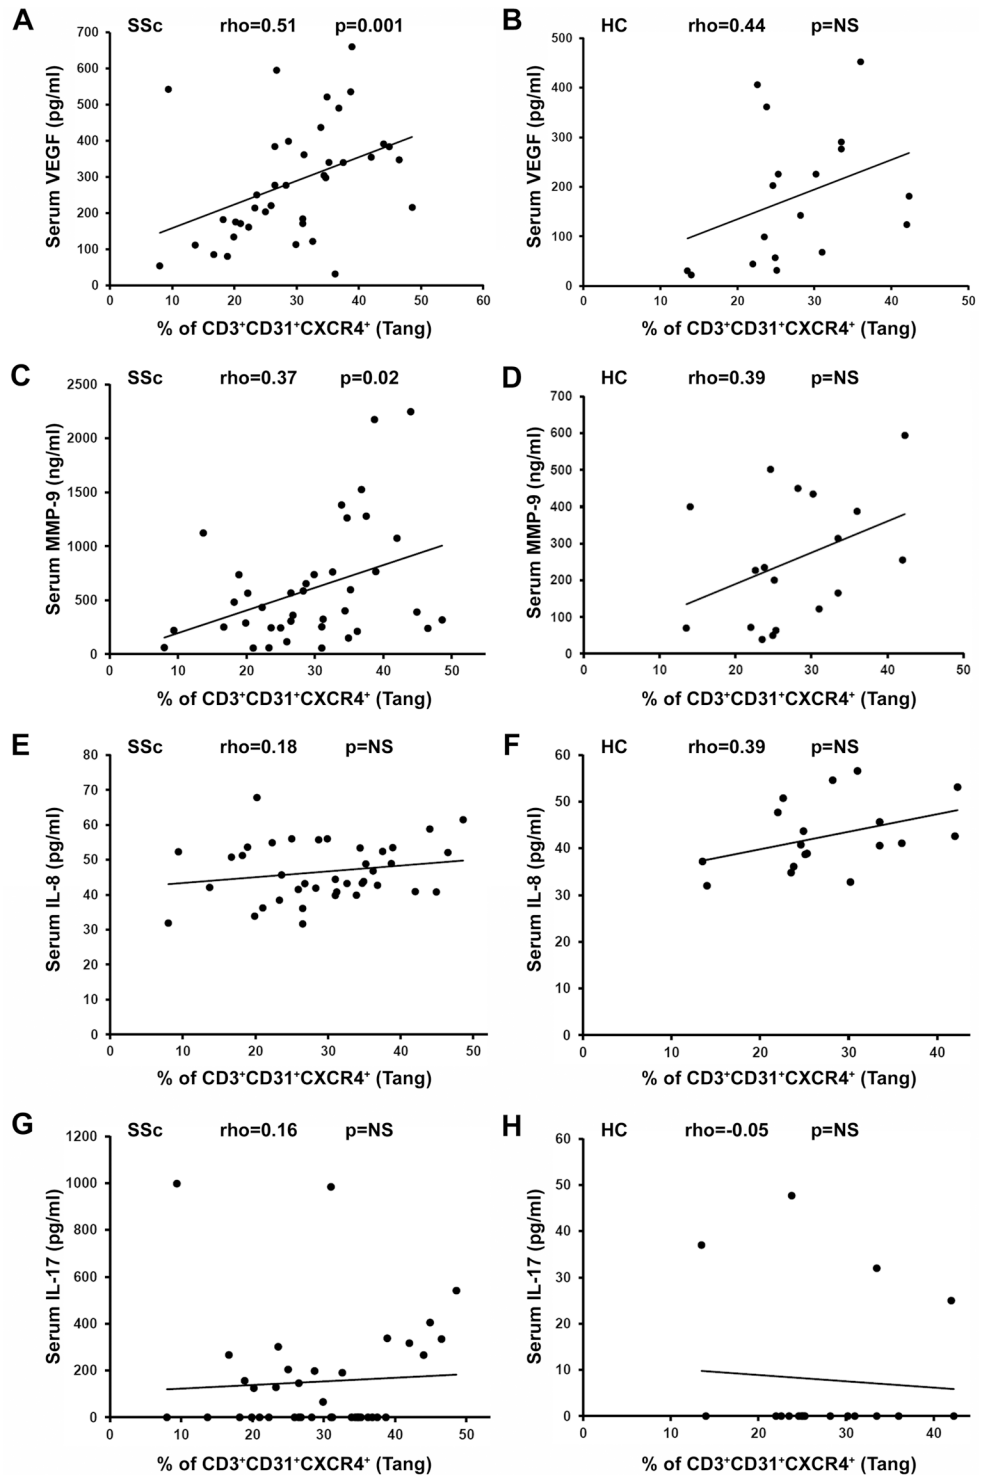 A SSc rho=0.51 p=0.001
Serum VEGF (pg/ml)
700
600
500
400
300
200
100
0
0 10 20 30 40 50 60
% of CD3⁺CD31⁺CXCR4⁺ (Tang)
B HC rho=0.44 p=NS
Serum VEGF (pg/ml)
500
400
300
200
100
0
0 10 20 30 40 50
% of CD3⁺CD31⁺CXCR4⁺ (Tang)
C SSc rho=0.37 p=0.02
Serum MMP-9 (ng/ml)
2500
2000
1500
1000
500
0
0 10 20 30 40 50
% of CD3⁺CD31⁺CXCR4⁺ (Tang)
D HC rho=0.39 p=NS
Serum MMP-9 (ng/ml)
700
600
500
400
300
200
100
0
0 10 20 30 40 50
% of CD3⁺CD31⁺CXCR4⁺ (Tang)
E SSc rho=0.18 p=NS
Serum IL-8 (pg/ml)
80
70
60
50
40
30
20
10
0
0 10 20 30 40 50
% of CD3⁺CD31⁺CXCR4⁺ (Tang)
F HC rho=0.39 p=NS
Serum IL-8 (pg/ml)
60
50
40
30
20
10
0
0 10 20 30 40
% of CD3⁺CD31⁺CXCR4⁺ (Tang)
G SSc rho=0.16 p=NS
Serum IL-17 (pg/ml)
1200
1000
800
600
400
200
0
0 10 20 30 40 50
% of CD3⁺CD31⁺CXCR4⁺ (Tang)
H HC rho=-0.05 p=NS
Serum IL-17 (pg/ml)
60
50
40
30
20
10
0
0 10 20 30 40
% of CD3⁺CD31⁺CXCR4⁺ (Tang)